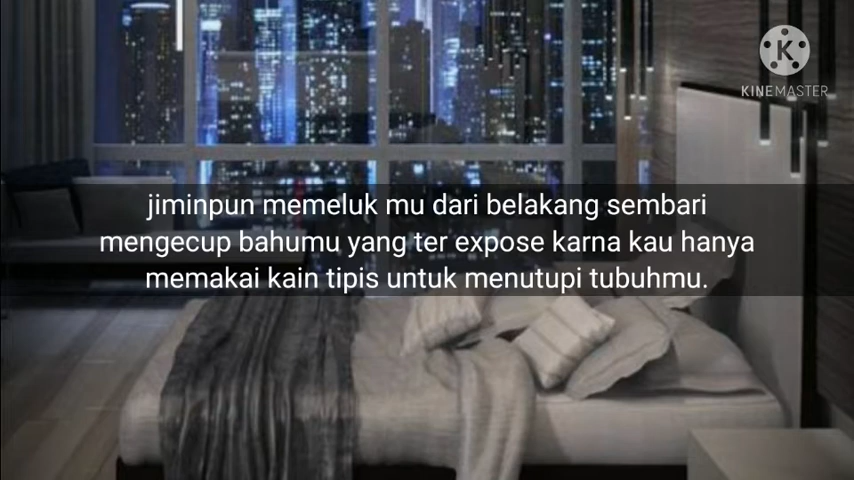 KINEMASTER
jiminpun memeluk mu dari belakang sembari
mengecup bahumu yang ter expose karna kau hanya
memakai kain tipis untuk menutupi tubuhmu.